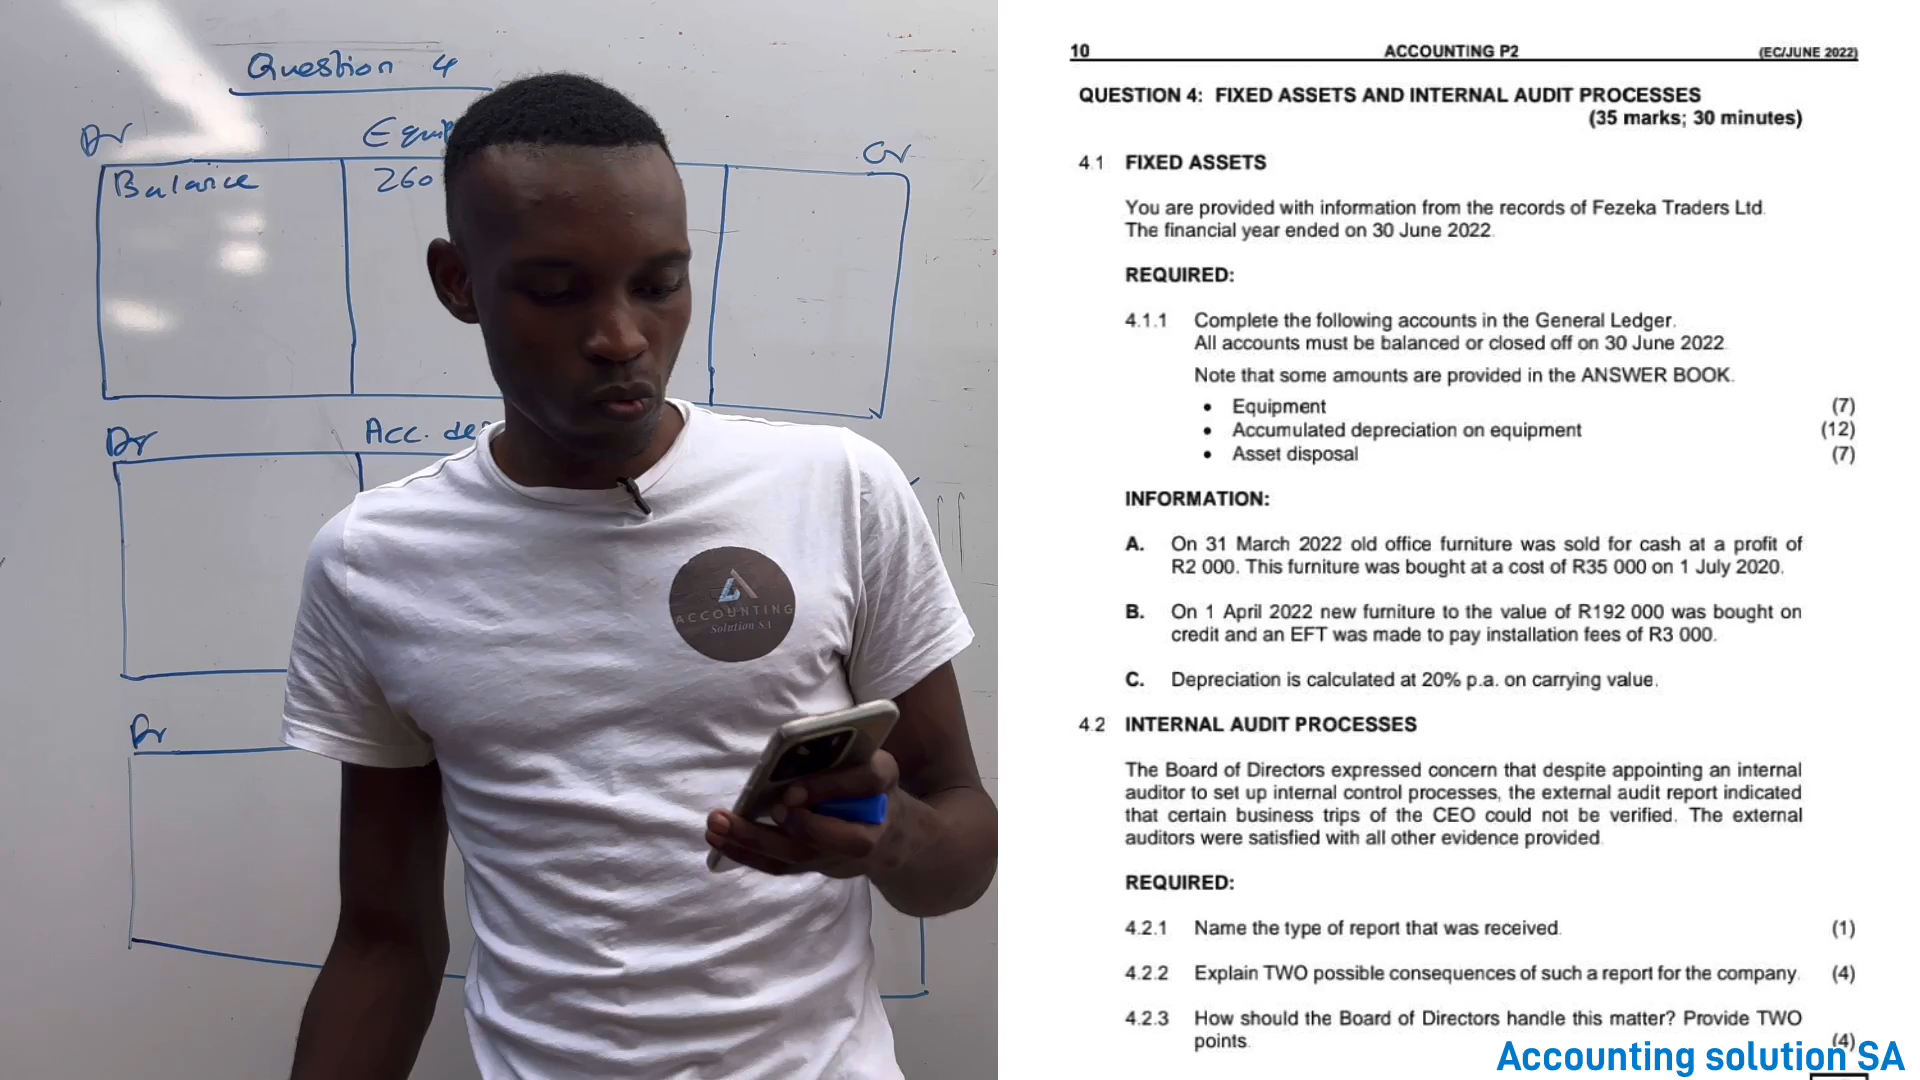 Question 4
Dr
Cr
Balance
260
Dr
Acc.
Dr
ACCOUNTING
Solution SA
10 ACCOUNTING P2 (EC/JUNE 2022)
QUESTION 4: FIXED ASSETS AND INTERNAL AUDIT PROCESSES
(35 marks; 30 minutes)
4.1 FIXED ASSETS
You are provided with information from the records of Fezeka Traders Ltd.
The financial year ended on 30 June 2022.
REQUIRED:
4.1.1 Complete the following accounts in the General Ledger.
All accounts must be balanced or closed off on 30 June 2022.
Note that some amounts are provided in the ANSWER BOOK.
• Equipment (7)
• Accumulated depreciation on equipment (12)
• Asset disposal (7)
INFORMATION:
A. On 31 March 2022 old office furniture was sold for cash at a profit of
R2 000. This furniture was bought at a cost of R35 000 on 1 July 2020.
B. On 1 April 2022 new furniture to the value of R192 000 was bought on
credit and an EFT was made to pay installation fees of R3 000.
C. Depreciation is calculated at 20% p.a. on carrying value.
4.2 INTERNAL AUDIT PROCESSES
The Board of Directors expressed concern that despite appointing an internal
auditor to set up internal control processes, the external audit report indicated
that certain business trips of the CEO could not be verified. The external
auditors were satisfied with all other evidence provided.
REQUIRED:
4.2.1 Name the type of report that was received. (1)
4.2.2 Explain TWO possible consequences of such a report for the company. (4)
4.2.3 How should the Board of Directors handle this matter? Provide TWO
points. (4)
Accounting solution SA